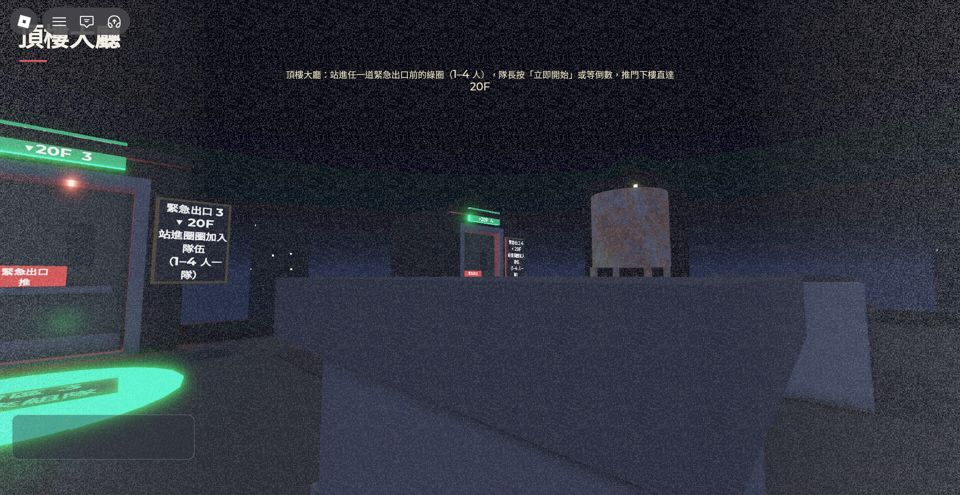 頂樓大廳
頂樓大廳：站進任一道緊急出口前的綠圈（1–4 人），隊長按「立即開始」或等倒數，推門下樓直達
20F
▼20F 3
緊急出口 3
▼ 20F
站進圈圈加入
隊伍
（1–4 人一
隊）
緊急出口
推